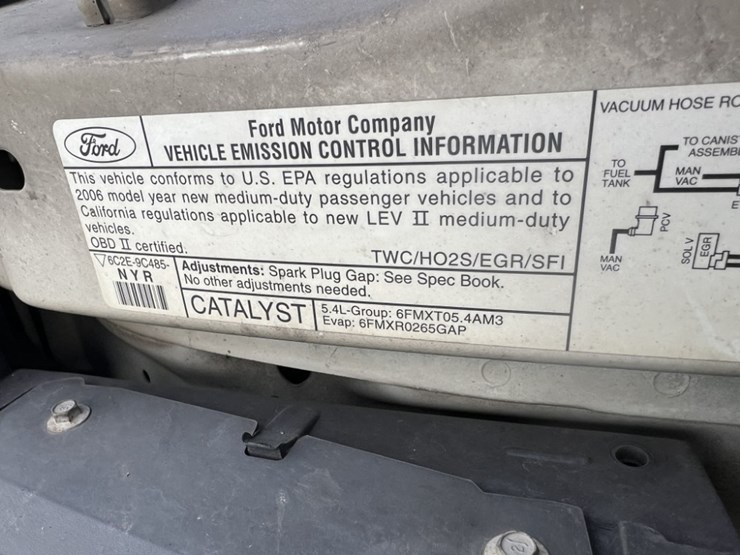 Ford
Ford Motor Company
VEHICLE EMISSION CONTROL INFORMATION
This vehicle conforms to U.S. EPA regulations applicable to
2006 model year new medium-duty passenger vehicles and to
California regulations applicable to new LEV II medium-duty
vehicles.
OBD II certified.
TWC/HO2S/EGR/SFI
6C2E-9C485-
NYR
Adjustments: Spark Plug Gap: See Spec Book.
No other adjustments needed.
CATALYST
5.4L-Group: 6FMXT05.4AM3
Evap: 6FMXR0265GAP
VACUUM HOSE
TO
FUEL
TANK
TO
MAN
VAC
PCV
MAN
VAC
SOL V
EGR